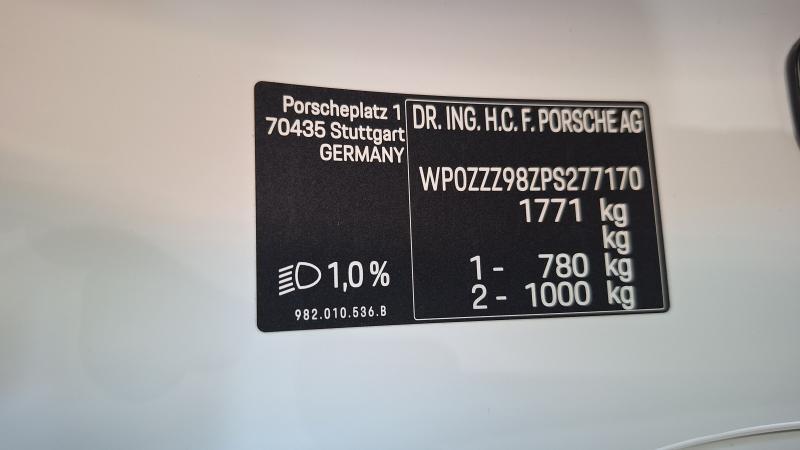 Porscheplatz 1
70435 Stuttgart
GERMANY
1,0 %
982.010.536.B
DR. ING. H.C. F. PORSCHE AG
WP0ZZZ98ZPS277170
1771 kg
kg
1 - 780 kg
2 - 1000 kg